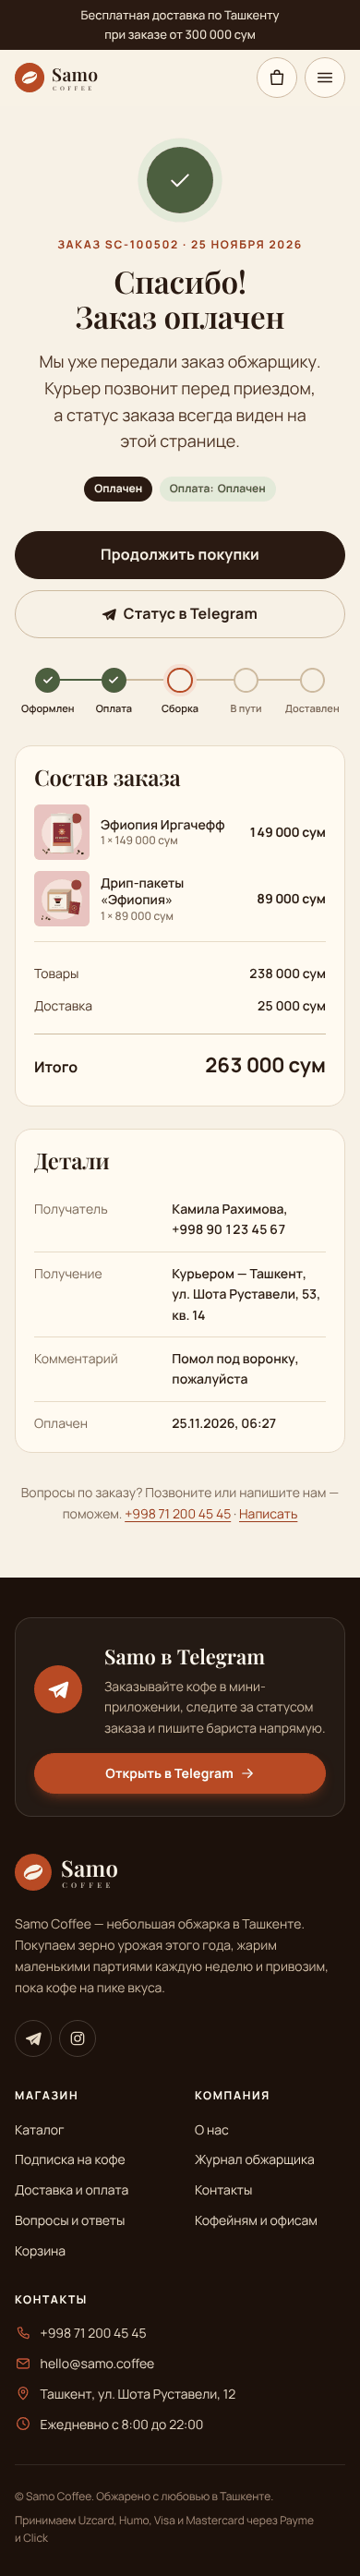 Бесплатная доставка по Ташкенту
при заказе от 300 000 сум
Samo
COFFEE
ЗАКАЗ SC-100502 · 25 НОЯБРЯ 2026
Спасибо!
Заказ оплачен
Мы уже передали заказ обжарщику.
Курьер позвонит перед приездом,
а статус заказа всегда виден на
этой странице.
Оплачен
Оплата: Оплачен
Продолжить покупки
Статус в Telegram
Оформлен
Оплата
Сборка
В пути
Доставлен
Состав заказа
Эфиопия Иргачефф
1 × 149 000 сум
149 000 сум
Дрип-пакеты
«Эфиопия»
1 × 89 000 сум
89 000 сум
Товары
238 000 сум
Доставка
25 000 сум
Итого
263 000 сум
Детали
Получатель
Камила Рахимова,
+998 90 123 45 67
Получение
Курьером — Ташкент,
ул. Шота Руставели, 53,
кв. 14
Комментарий
Помол под воронку,
пожалуйста
Оплачен
25.11.2026, 06:27
Вопросы по заказу? Позвоните или напишите нам —
поможем. +998 71 200 45 45 · Написать
Samo в Telegram
Заказывайте кофе в мини-
приложении, следите за статусом
заказа и пишите бариста напрямую.
Открыть в Telegram
Samo
COFFEE
Samo Coffee — небольшая обжарка в Ташкенте.
Покупаем зерно урожая этого года, жарим
маленькими партиями каждую неделю и привозим,
пока кофе на пике вкуса.
МАГАЗИН
Каталог
Подписка на кофе
Доставка и оплата
Вопросы и ответы
Корзина
КОМПАНИЯ
О нас
Журнал обжарщика
Контакты
Кофейням и офисам
КОНТАКТЫ
+998 71 200 45 45
hello@samo.coffee
Ташкент, ул. Шота Руставели, 12
Ежедневно с 8:00 до 22:00
© Samo Coffee. Обжарено с любовью в Ташкенте.
Принимаем Uzcard, Humo, Visa и Mastercard через Payme
и Click